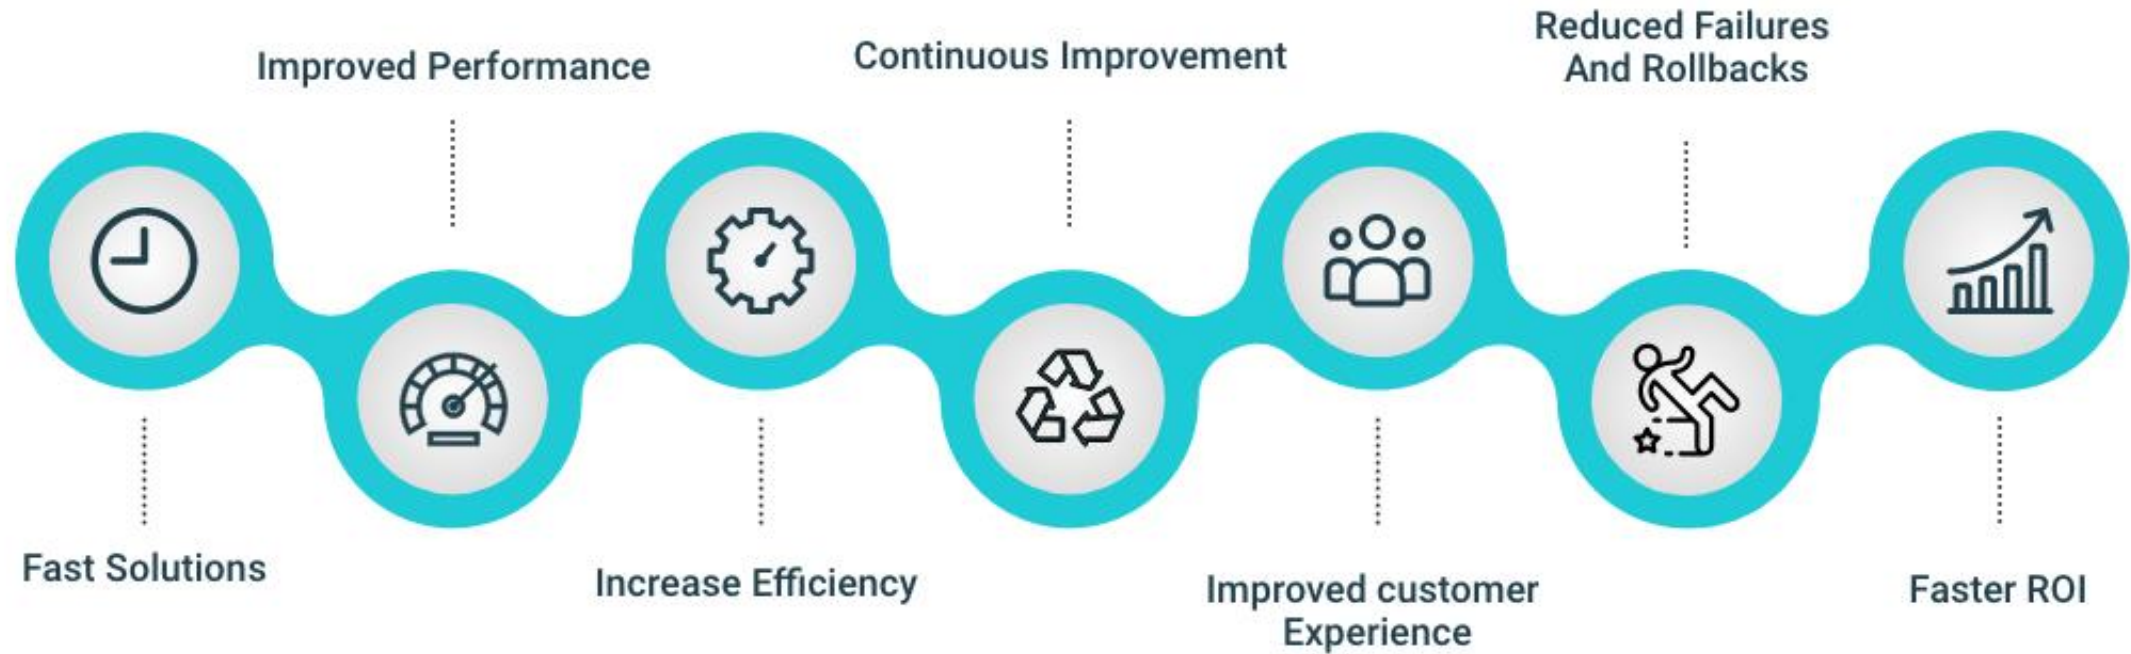 Fast Solutions
Improved Performance
Increase Efficiency
Continuous Improvement
Improved customer
Experience
Reduced Failures
And Rollbacks
Faster ROI